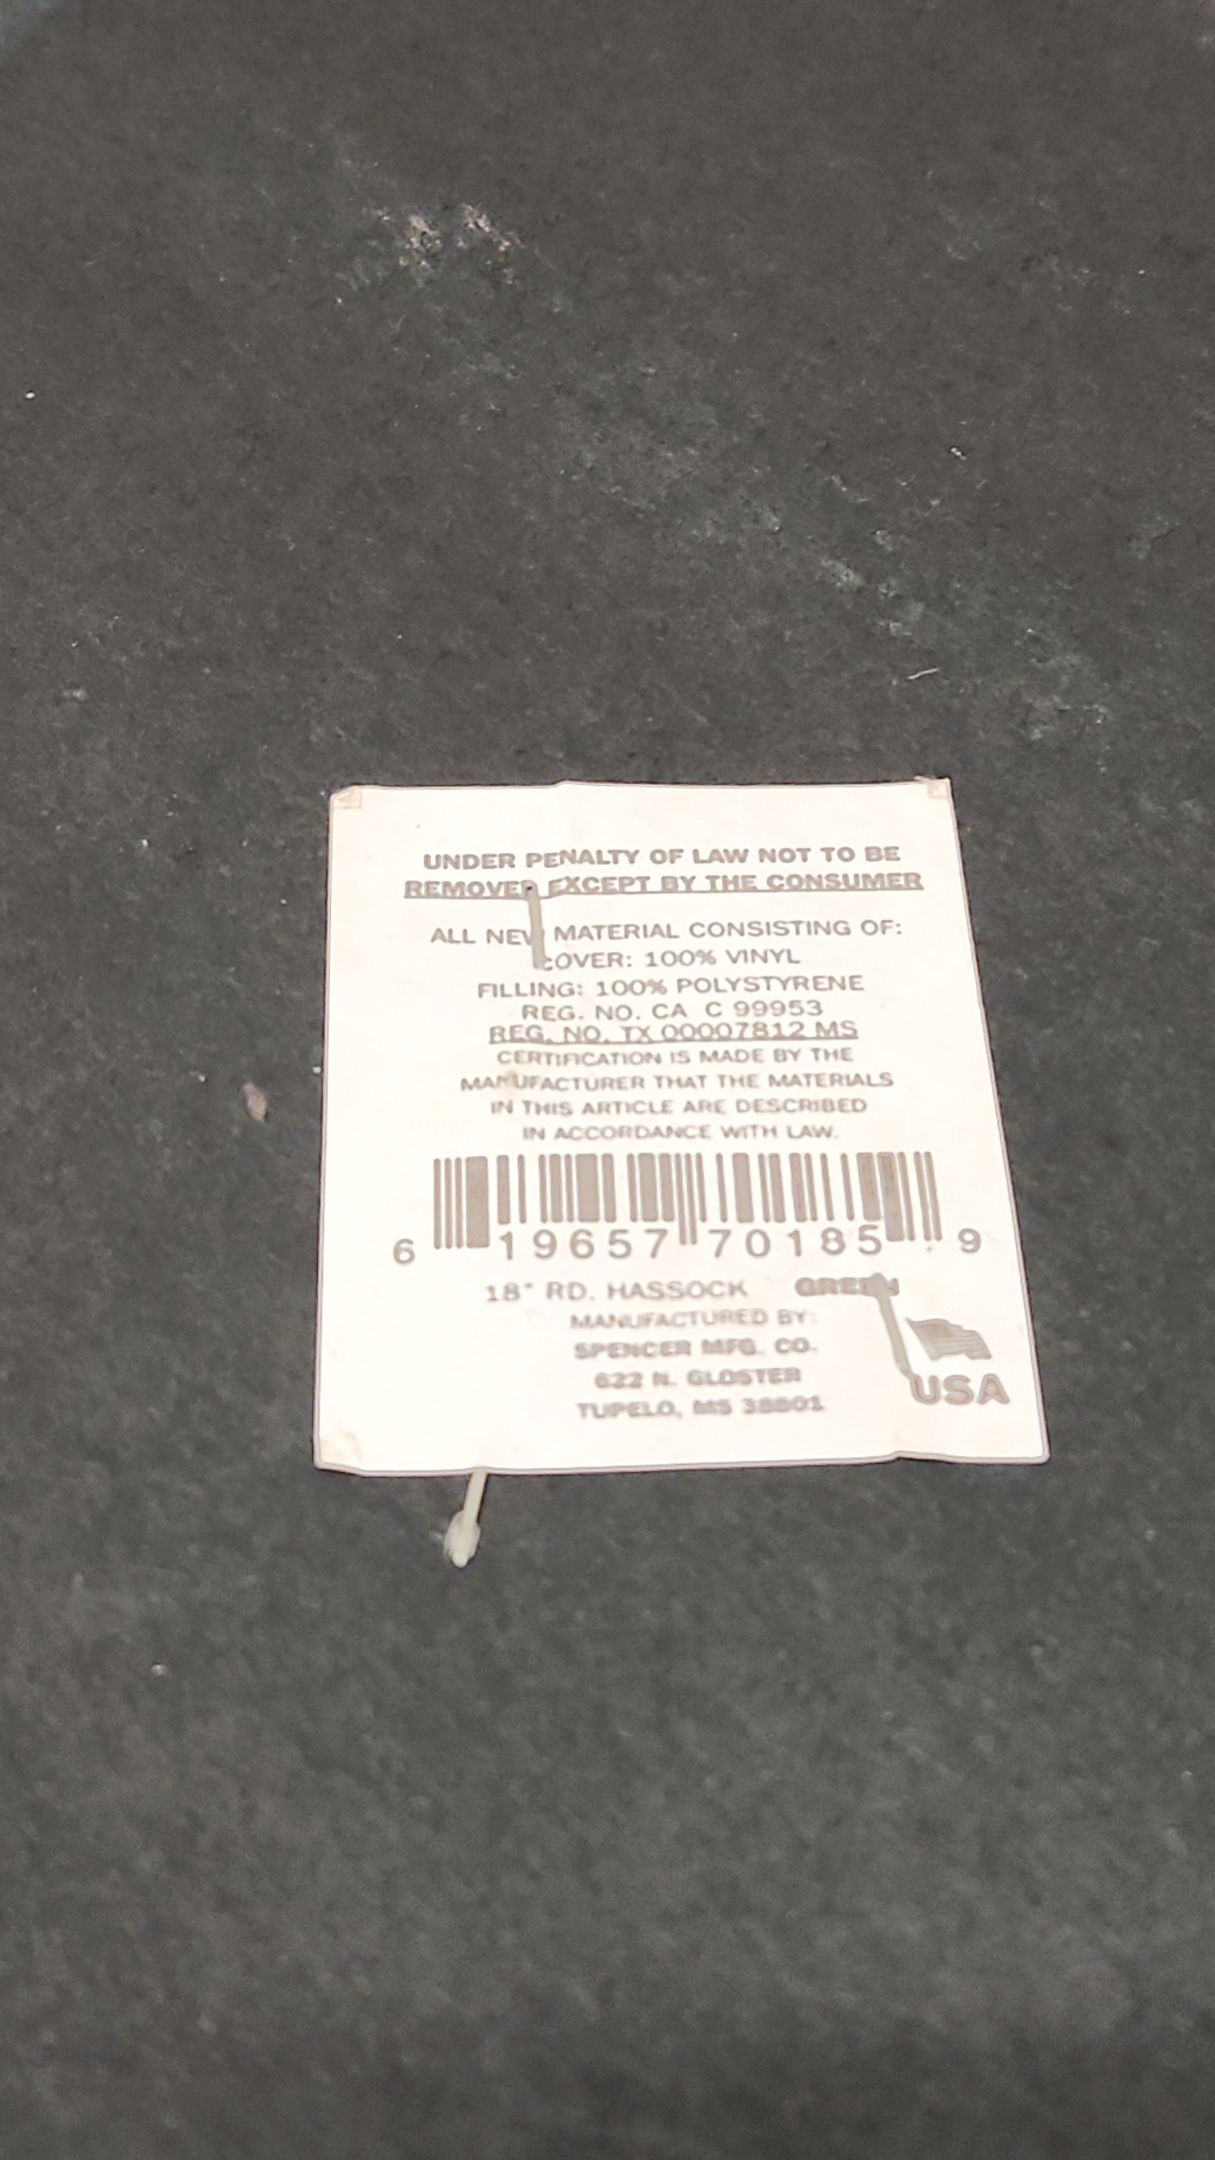 UNDER PENALTY OF LAW NOT TO BE
REMOVED EXCEPT BY THE CONSUMER
ALL NEW MATERIAL CONSISTING OF:
COVER: 100% VINYL
FILLING: 100% POLYSTYRENE
REG. NO. CA C 99953
REG. NO. TX 00007812 MS
CERTIFICATION IS MADE BY THE
MANUFACTURER THAT THE MATERIALS
IN THIS ARTICLE ARE DESCRIBED
IN ACCORDANCE WITH LAW.
6 19657 70185 9
18" RD. HASSOCK GREEN
MANUFACTURED BY:
SPENCER MFG. CO.
622 N. GLOSTER
TUPELO, MS 38801
USA